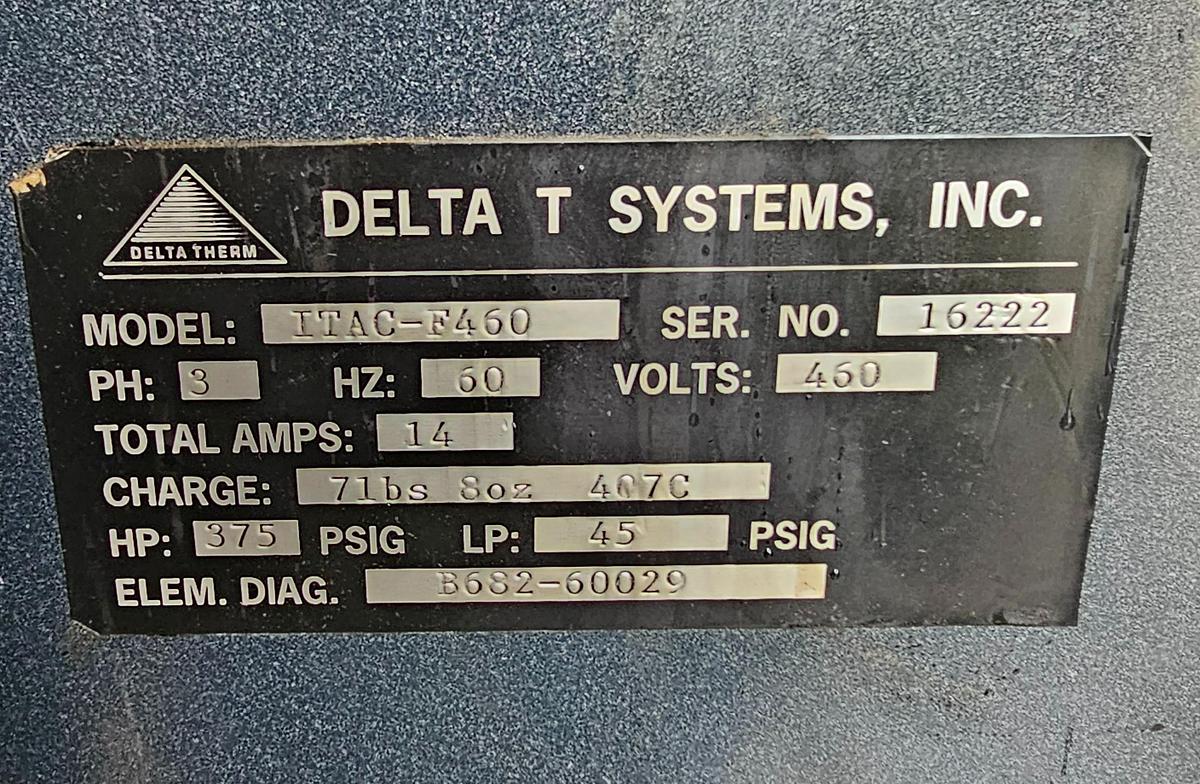 DELTA THERM
DELTA T SYSTEMS, INC.
MODEL: ITAC-F460 SER. NO. 16222
PH: 3 HZ: 60 VOLTS: 460
TOTAL AMPS: 14
CHARGE: 7lbs 8oz 407C
HP: 375 PSIG LP: 45 PSIG
ELEM. DIAG. B682-60029